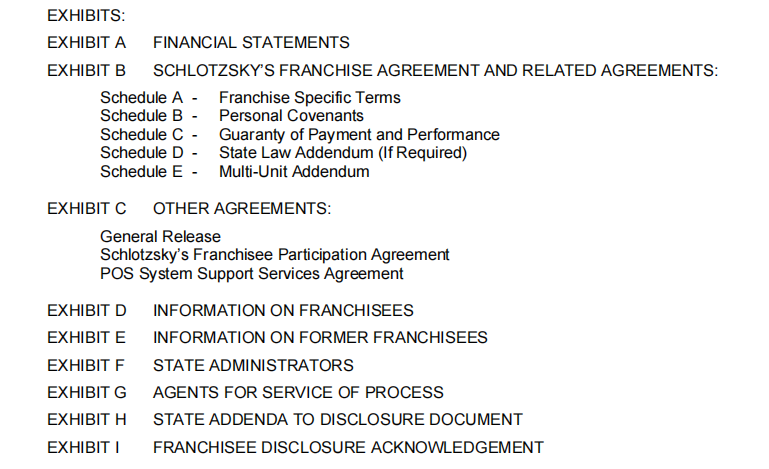 EXHIBITS:
EXHIBIT A FINANCIAL STATEMENTS
EXHIBIT B SCHLOTZSKY'S FRANCHISE AGREEMENT AND RELATED AGREEMENTS:
Schedule A - Franchise Specific Terms
Schedule B - Personal Covenants
Schedule C - Guaranty of Payment and Performance
Schedule D - State Law Addendum (If Required)
Schedule E - Multi-Unit Addendum
EXHIBIT C OTHER AGREEMENTS:
General Release
Schlotzsky's Franchisee Participation Agreement
POS System Support Services Agreement
EXHIBIT D INFORMATION ON FRANCHISEES
EXHIBIT E INFORMATION ON FORMER FRANCHISEES
EXHIBIT F STATE ADMINISTRATORS
EXHIBIT G AGENTS FOR SERVICE OF PROCESS
EXHIBIT H STATE ADDENDA TO DISCLOSURE DOCUMENT
EXHIBIT I FRANCHISEE DISCLOSURE ACKNOWLEDGEMENT